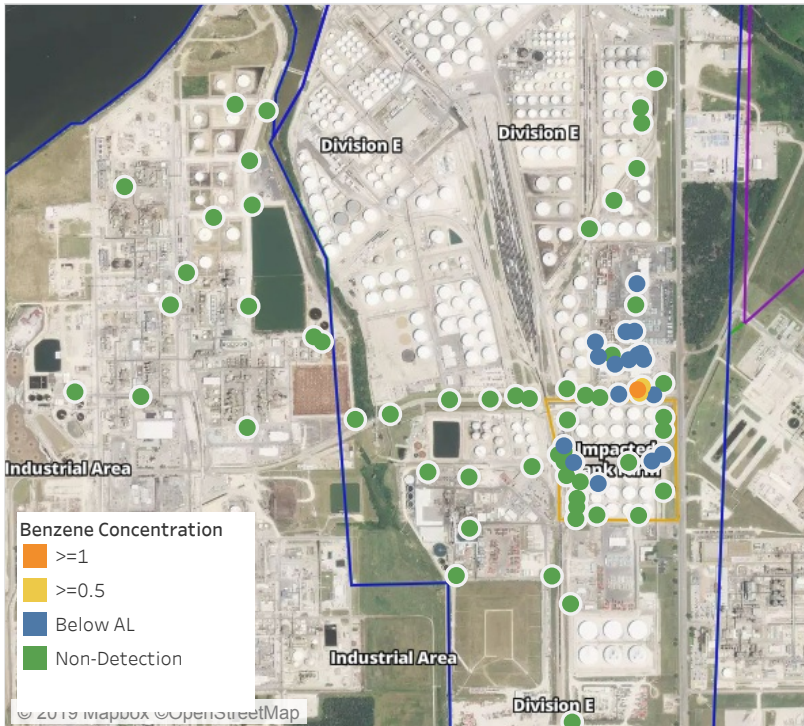 Division E
Division E
Impacted
Tank Farm
Industrial Area
Benzene Concentration
>=1
>=0.5
Below AL
Non-Detection
Industrial Area
Division E
© 2019 Mapbox ©OpenStreetMap